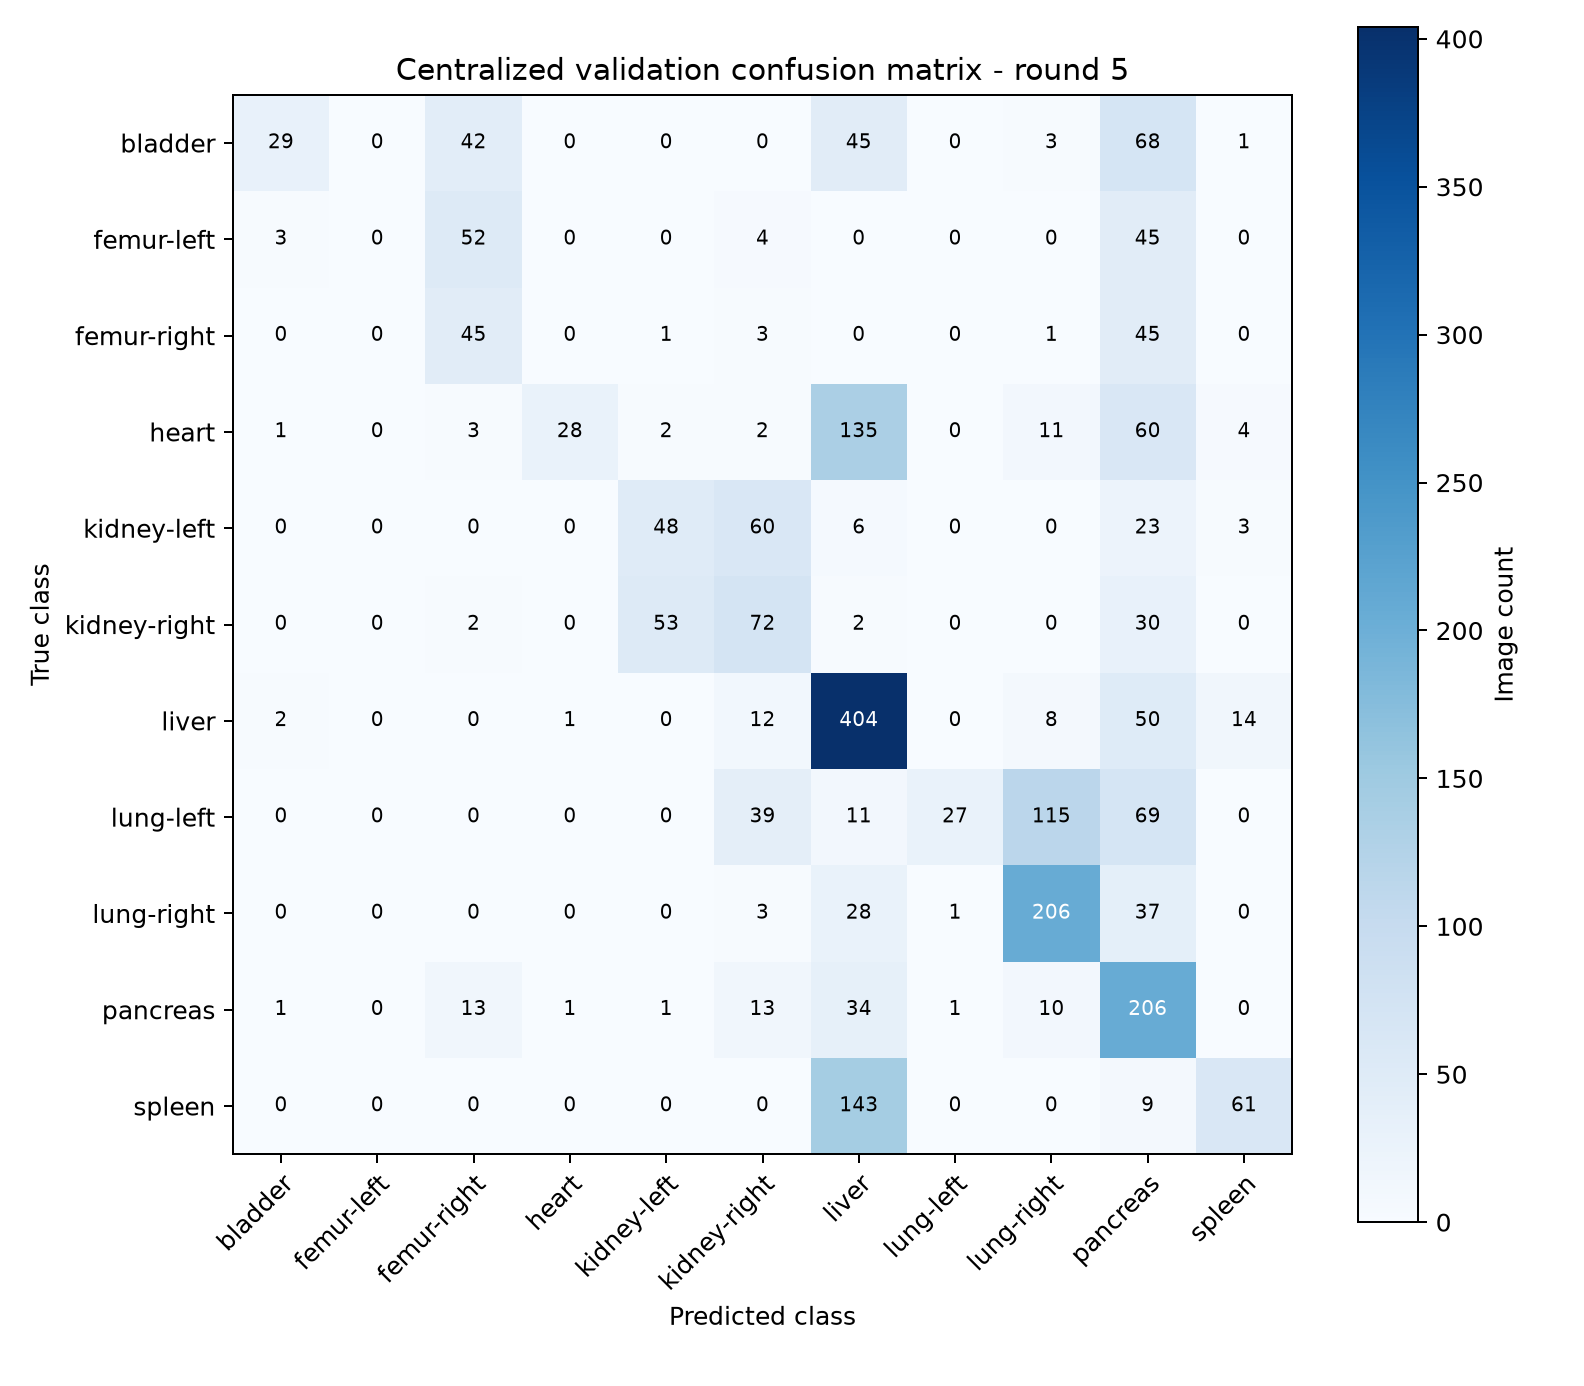 Centralized validation confusion matrix - round 5
bladder 29 0 42 0 0 0 45 0 3 68 1
femur-left 3 0 52 0 0 4 0 0 0 45 0
femur-right 0 0 45 0 1 3 0 0 1 45 0
heart 1 0 3 28 2 2 135 0 11 60 4
kidney-left 0 0 0 0 48 60 6 0 0 23 3
kidney-right 0 0 2 0 53 72 2 0 0 30 0
liver 2 0 0 1 0 12 404 0 8 50 14
lung-left 0 0 0 0 0 39 11 27 115 69 0
lung-right 0 0 0 0 0 3 28 1 206 37 0
pancreas 1 0 13 1 1 13 34 1 10 206 0
spleen 0 0 0 0 0 0 143 0 0 9 61
bladder femur-left femur-right heart kidney-left kidney-right liver lung-left lung-right pancreas spleen
Predicted class
True class
400
350
300
250
200
150
100
50
0
Image count